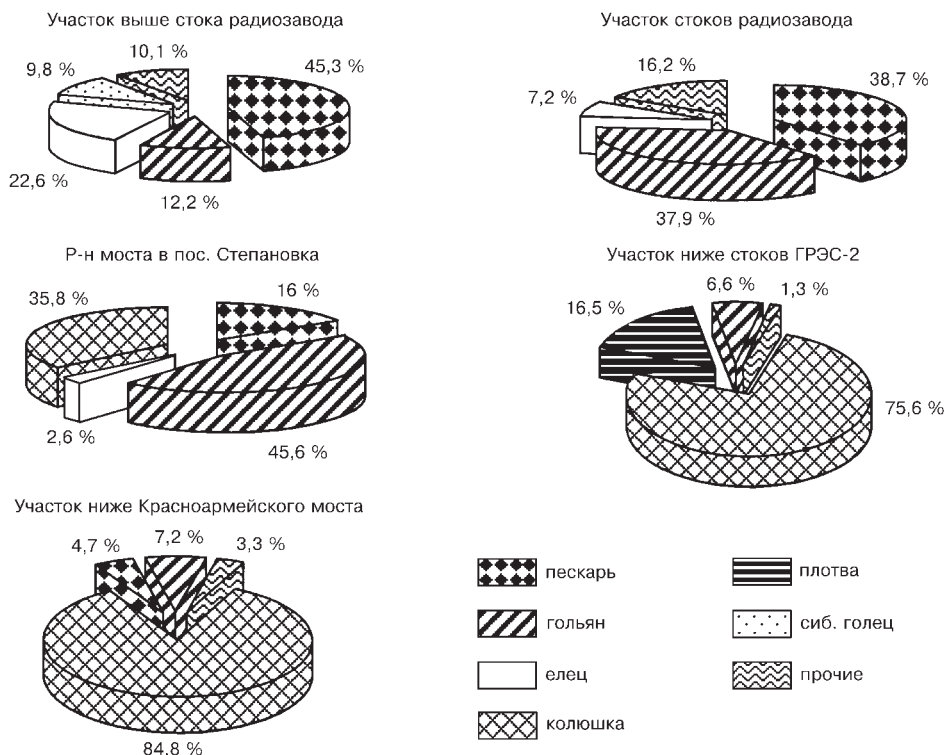 Участок выше стока радиозавода
10,1 %
9,8 %
45,3 %
22,6 %
12,2 %
Участок стоков радиозавода
16,2 %
38,7 %
7,2 %
37,9 %
Р-н моста в пос. Степановка
35,8 %
16 %
2,6 %
45,6 %
Участок ниже стоков ГРЭС-2
6,6 %
1,3 %
16,5 %
75,6 %
Участок ниже Красноармейского моста
4,7 %
7,2 %
3,3 %
84,8 %
пескарь
гольян
елец
колюшка
плотва
сиб. голец
прочие